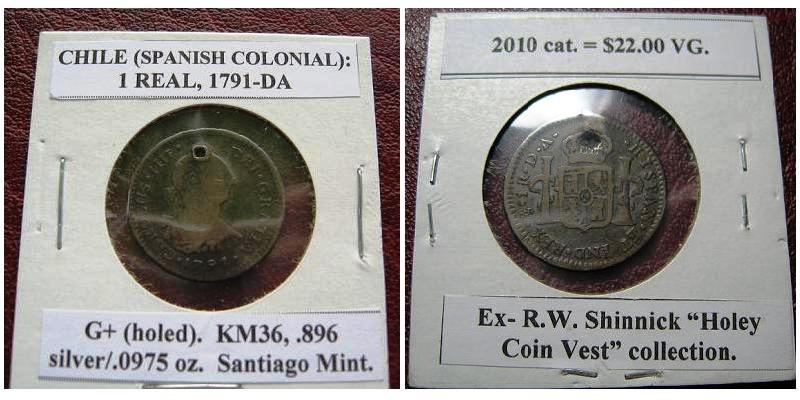 CHILE (SPANISH COLONIAL):
1 REAL, 1791-DA
1791
G+ (holed).  KM36, .896
silver/.0975 oz.  Santiago Mint.
2010 cat. = $22.00 VG.
D·A·
Ex- R.W. Shinnick “Holey
Coin Vest” collection.